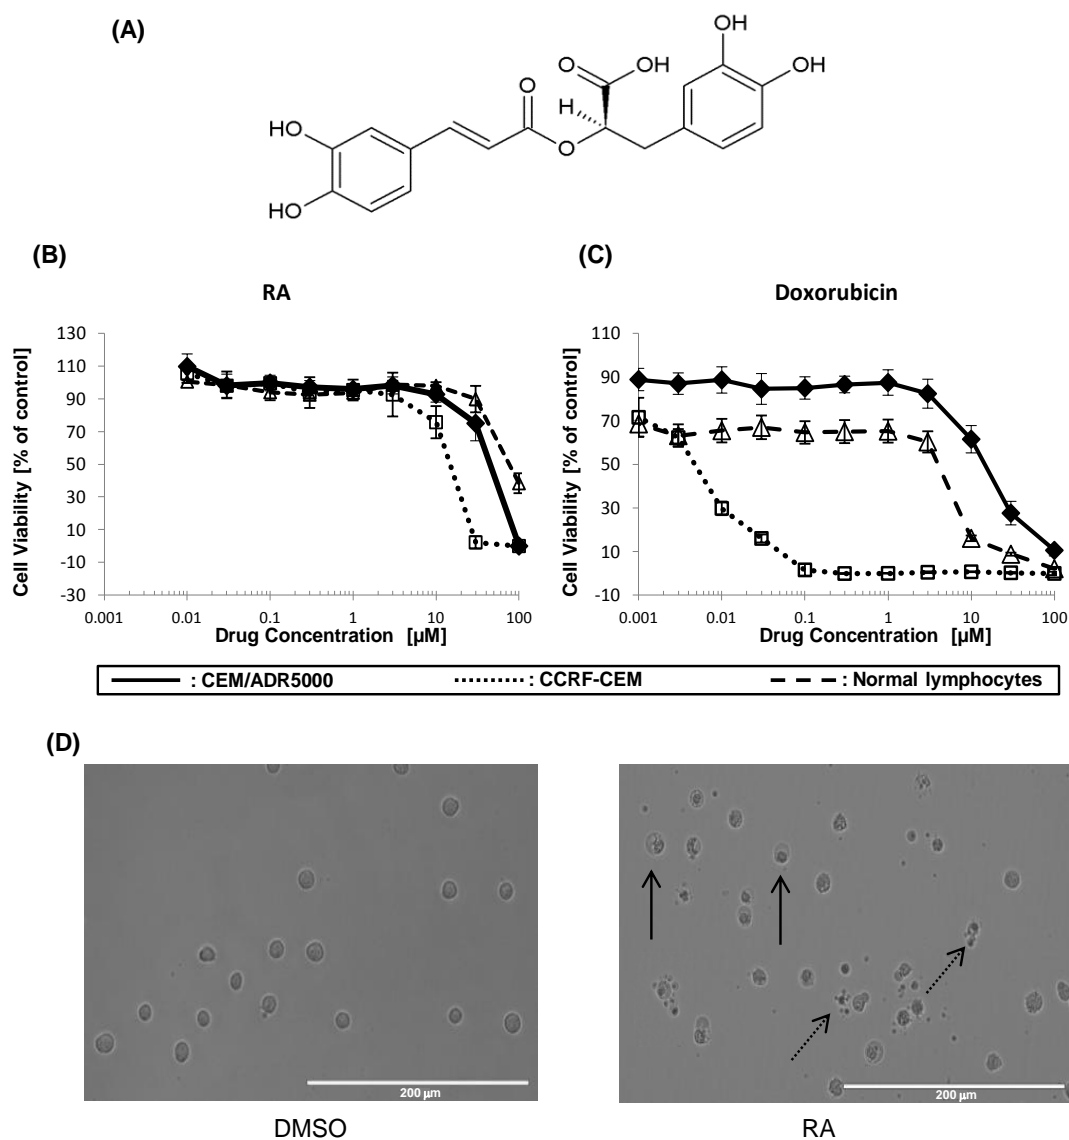 (A)
OH
OH
O
OH
O
H
O
HO
HO
(B)
(C)
RA
Doxorubicin
Cell Viability [% of control]
130
110
90
70
50
30
10
-10
-30
0.001 0.01 0.1 1 10 100
Drug Concentration [µM]
Cell Viability [% of control]
110
90
70
50
30
10
-10
0.001 0.01 0.1 1 10 100
Drug Concentration [µM]
: CEM/ADR5000 : CCRF-CEM : Normal lymphocytes
(D)
200 µm
200 µm
DMSO
RA